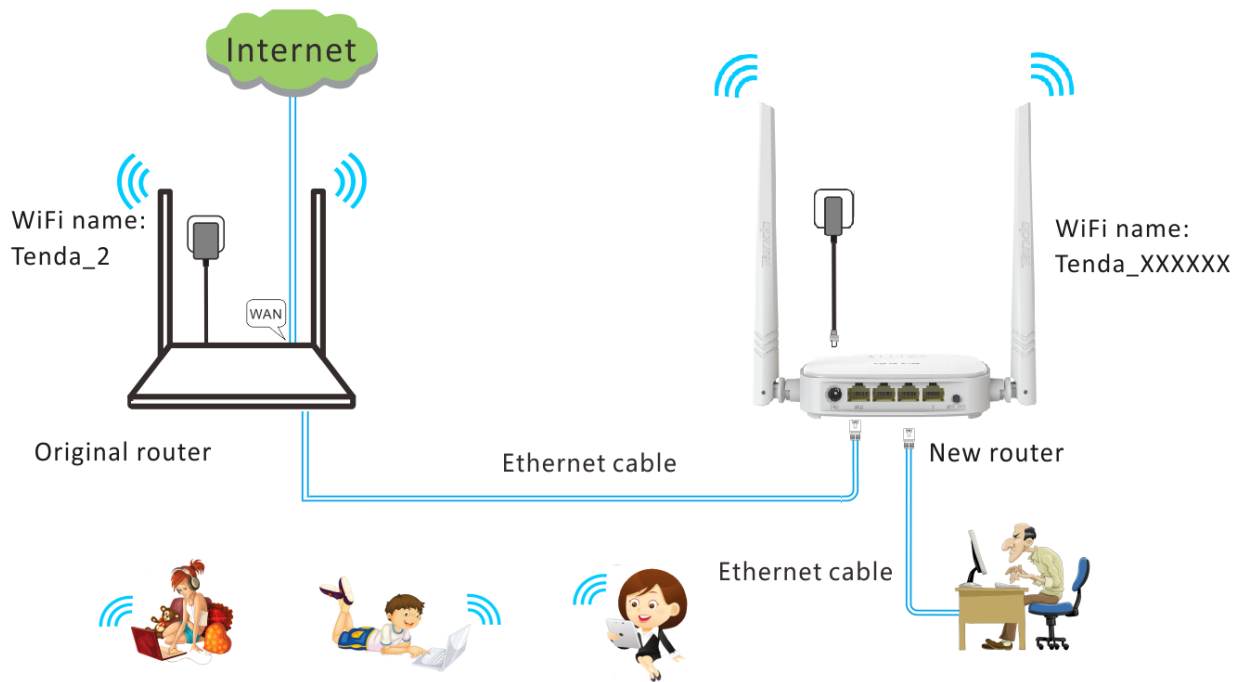 Internet
WiFi name:
Tenda_2
WAN
WiFi name:
Tenda_XXXXXX
Original router
Ethernet cable
New router
Ethernet cable